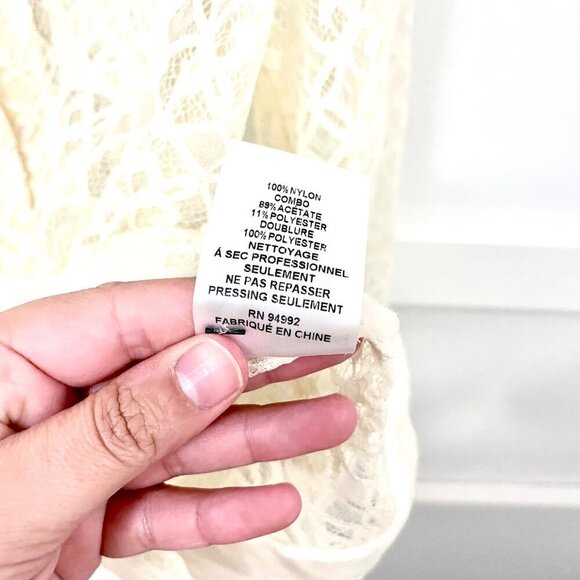 100% NYLON
COMBO
89% ACÉTATE
11% POLYESTER
DOUBLURE
100% POLYESTER
NETTOYAGE
Á SEC PROFESSIONNEL
SEULEMENT
NE PAS REPASSER
PRESSING SEULEMENT
RN 94992
FABRIQUÉ EN CHINE